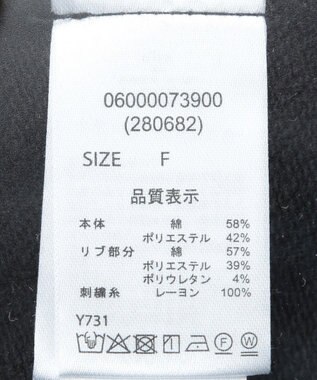 06000073900
(280682)
SIZE F
品質表示
本体 綿 58%
ポリエステル 42%
リブ部分 綿 57%
ポリエステル 39%
ポリウレタン 4%
刺繍糸 レーヨン 100%
Y731
F W